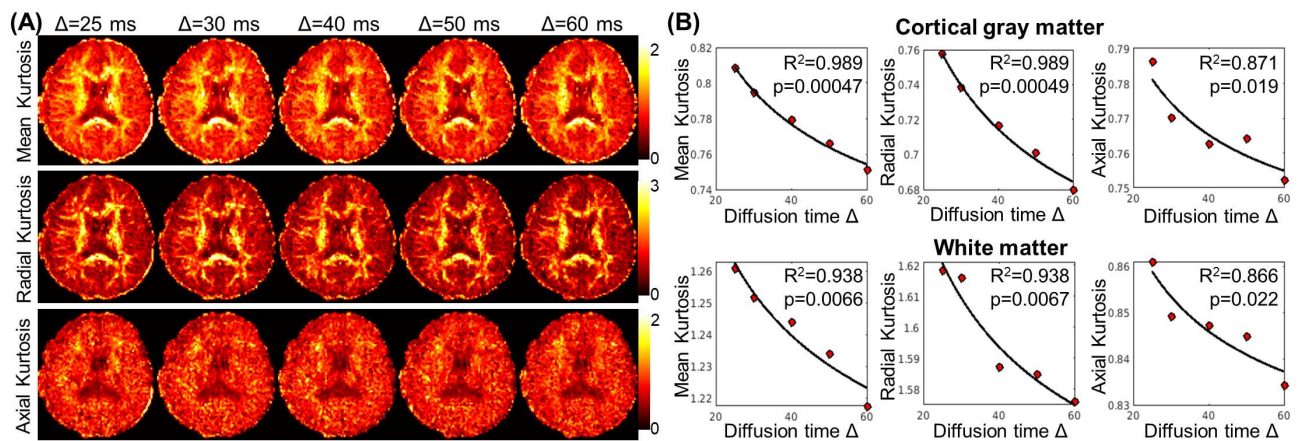 (A)
Δ=25 ms Δ=30 ms Δ=40 ms Δ=50 ms Δ=60 ms
Mean Kurtosis
2
0
Radial Kurtosis
3
0
Axial Kurtosis
2
0
(B)
Cortical gray matter
Mean Kurtosis
0.82
0.8
0.78
0.76
0.74
R²=0.989
p=0.00047
20 40 60
Diffusion time Δ
Radial Kurtosis
0.76
0.74
0.72
0.7
0.68
R²=0.989
p=0.00049
20 40 60
Diffusion time Δ
Axial Kurtosis
0.79
0.78
0.77
0.76
0.75
R²=0.871
p=0.019
20 40 60
Diffusion time Δ
White matter
Mean Kurtosis
1.26
1.25
1.24
1.23
1.22
R²=0.938
p=0.0066
20 40 60
Diffusion time Δ
Radial Kurtosis
1.62
1.61
1.6
1.59
1.58
R²=0.938
p=0.0067
20 40 60
Diffusion time Δ
Axial Kurtosis
0.86
0.85
0.84
0.83
R²=0.866
p=0.022
20 40 60
Diffusion time Δ